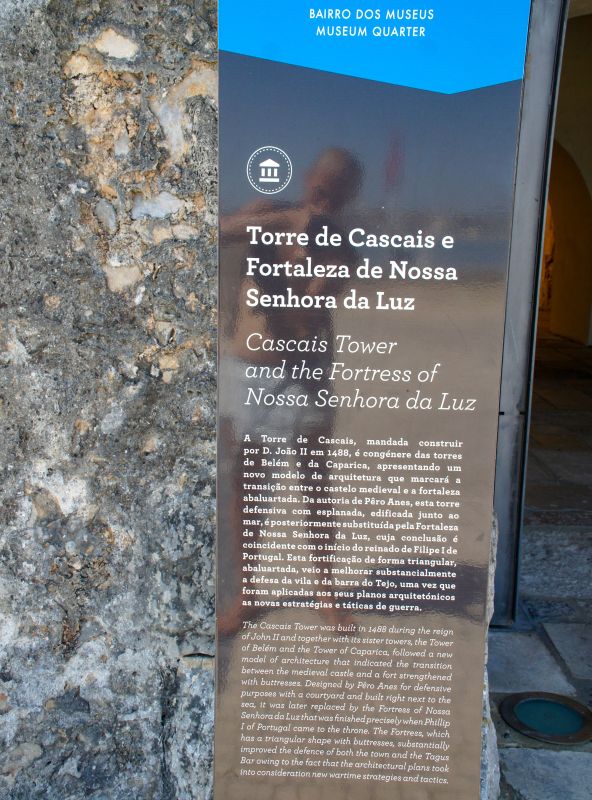 BAIRRO DOS MUSEUS
MUSEUM QUARTER
Torre de Cascais e
Fortaleza de Nossa
Senhora da Luz
Cascais Tower
and the Fortress of
Nossa Senhora da Luz
A Torre de Cascais, mandada construir
por D. João II em 1488, é congénere das torres
de Belém e da Caparica, apresentando um
novo modelo de arquitetura que marcará a
transição entre o castelo medieval e a fortaleza
abaluartada. Da autoria de Pêro Anes, esta torre
defensiva com esplanada, edificada junto ao
mar, é posteriormente substituída pela Fortaleza
de Nossa Senhora da Luz, cuja conclusão é
coincidente com o início do reinado de Filipe I de
Portugal. Esta fortificação de forma triangular,
abaluartada, veio a melhorar substancialmente
a defesa da vila e da barra do Tejo, uma vez que
foram aplicadas aos seus planos arquitetónicos
as novas estratégias e táticas de guerra.
The Cascais Tower was built in 1488 during the reign
of John II and together with its sister towers, the Tower
of Belém and the Tower of Caparica, followed a new
model of architecture that indicated the transition
between the medieval castle and a fort strengthened
with buttresses. Designed by Pêro Anes for defensive
purposes with a courtyard and built right next to the
sea, it was later replaced by the Fortress of Nossa
Senhora da Luz that was finished precisely when Phillip
I of Portugal came to the throne. The Fortress, which
has a triangular shape with buttresses, substantially
improved the defence of both the town and the Tagus
Bar owing to the fact that the architectural plans took
into consideration new wartime strategies and tactics.